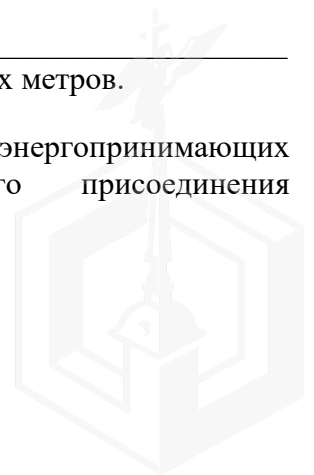 х метров.
энергопринимающих
го присоединения